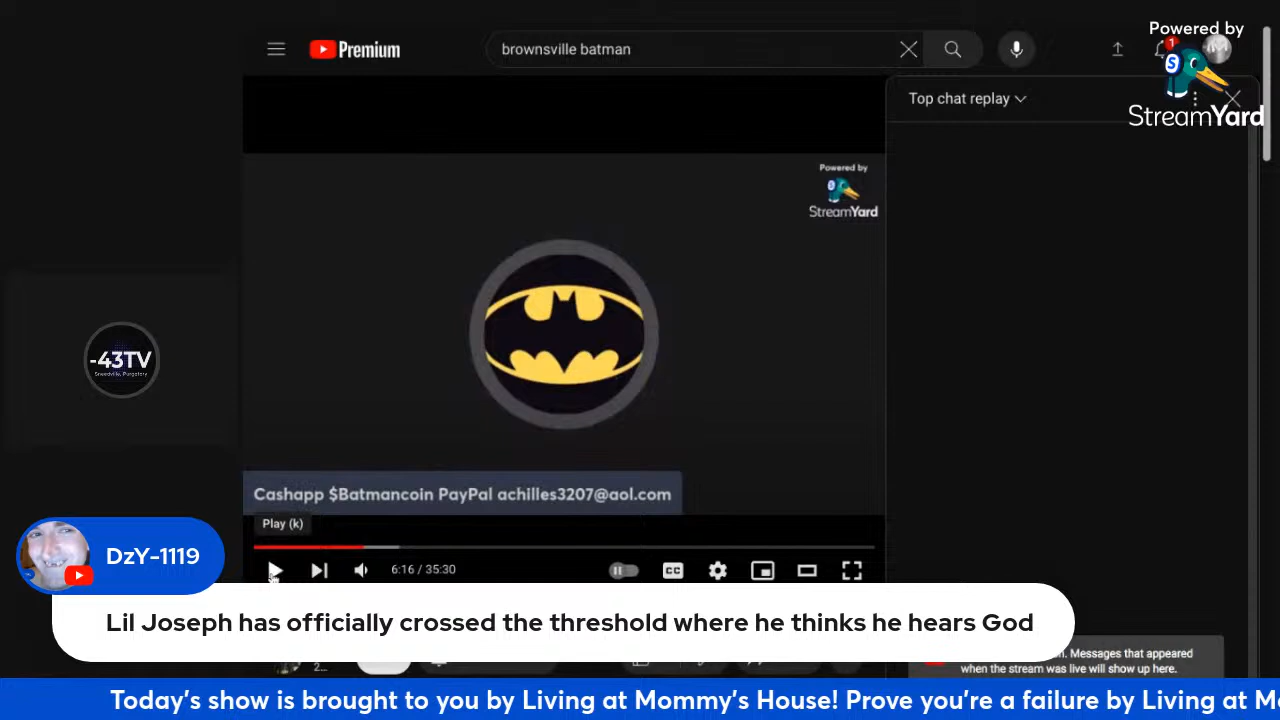 Powered by
StreamYard
Premium
brownsville batman
1
Top chat replay
Powered by
StreamYard
-43TV
Cashapp $Batmancoin PayPal achilles3207@aol.com
Play (k)
6:16 / 35:30
CC
DzY-1119
Lil Joseph has officially crossed the threshold where he thinks he hears God
Messages that appeared
when the stream was live will show up here.
2...
Today's show is brought to you by Living at Mommy's House! Prove you're a failure by Living at M